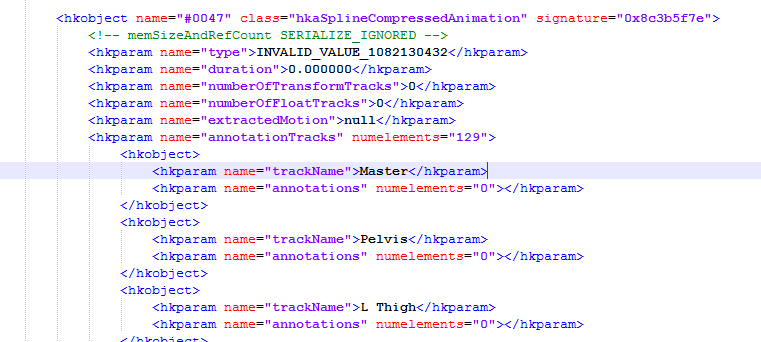 <hkobject name="#0047" class="hkaSplineCompressedAnimation" signature="0x8c3b5f7e">
<!-- memSizeAndRefCount SERIALIZE_IGNORED -->
<hkparam name="type">INVALID_VALUE_1082130432</hkparam>
<hkparam name="duration">0.000000</hkparam>
<hkparam name="numberOfTransformTracks">0</hkparam>
<hkparam name="numberOfFloatTracks">0</hkparam>
<hkparam name="extractedMotion">null</hkparam>
<hkparam name="annotationTracks" numelements="129">
<hkobject>
<hkparam name="trackName">Master</hkparam>
<hkparam name="annotations" numelements="0"></hkparam>
</hkobject>
<hkobject>
<hkparam name="trackName">Pelvis</hkparam>
<hkparam name="annotations" numelements="0"></hkparam>
</hkobject>
<hkobject>
<hkparam name="trackName">L Thigh</hkparam>
<hkparam name="annotations" numelements="0"></hkparam>
</hkobject>